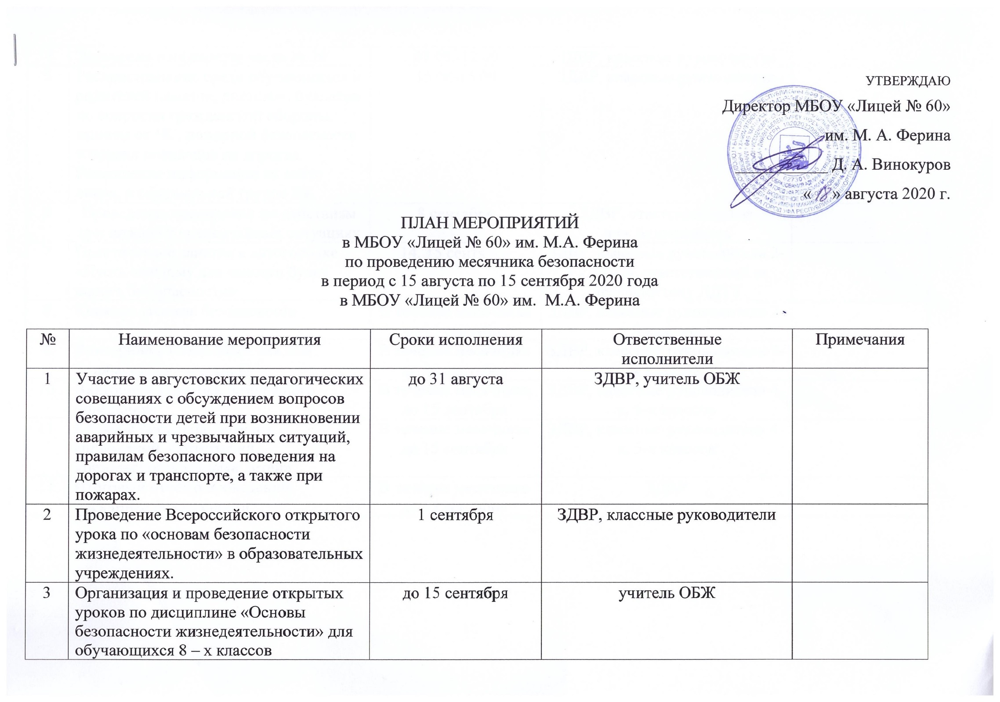 УТВЕРЖДАЮ
Директор МБОУ «Лицей № 60»
им. М. А. Ферина
Д. А. Винокуров
« 18 » августа 2020 г.
ПЛАН МЕРОПРИЯТИЙ
в МБОУ «Лицей № 60» им. М.А. Ферина
по проведению месячника безопасности
в период с 15 августа по 15 сентября 2020 года
в МБОУ «Лицей № 60» им. М.А. Ферина
№ Наименование мероприятия Сроки исполнения Ответственные
исполнители Примечания
1 Участие в августовских педагогических до 31 августа ЗДВР, учитель ОБЖ
совещаниях с обсуждением вопросов
безопасности детей при возникновении
аварийных и чрезвычайных ситуаций,
правилам безопасного поведения на
дорогах и транспорте, а также при
пожарах.
2 Проведение Всероссийского открытого 1 сентября ЗДВР, классные руководители
урока по «основам безопасности
жизнедеятельности» в образовательных
учреждениях.
3 Организация и проведение открытых до 15 сентября учитель ОБЖ
уроков по дисциплине «Основы
безопасности жизнедеятельности» для
обучающихся 8 – х классов